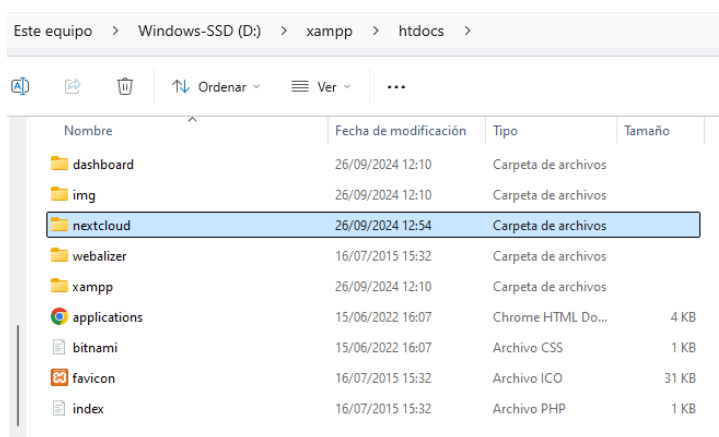 Este equipo > Windows-SSD (D:) > xampp > htdocs >
Ordenar Ver ...
Nombre Fecha de modificación Tipo Tamaño
dashboard 26/09/2024 12:10 Carpeta de archivos
img 26/09/2024 12:10 Carpeta de archivos
nextcloud 26/09/2024 12:54 Carpeta de archivos
webalizer 16/07/2015 15:32 Carpeta de archivos
xampp 26/09/2024 12:10 Carpeta de archivos
applications 15/06/2022 16:07 Chrome HTML Do... 4 KB
bitnami 15/06/2022 16:07 Archivo CSS 1 KB
favicon 16/07/2015 15:32 Archivo ICO 31 KB
index 16/07/2015 15:32 Archivo PHP 1 KB